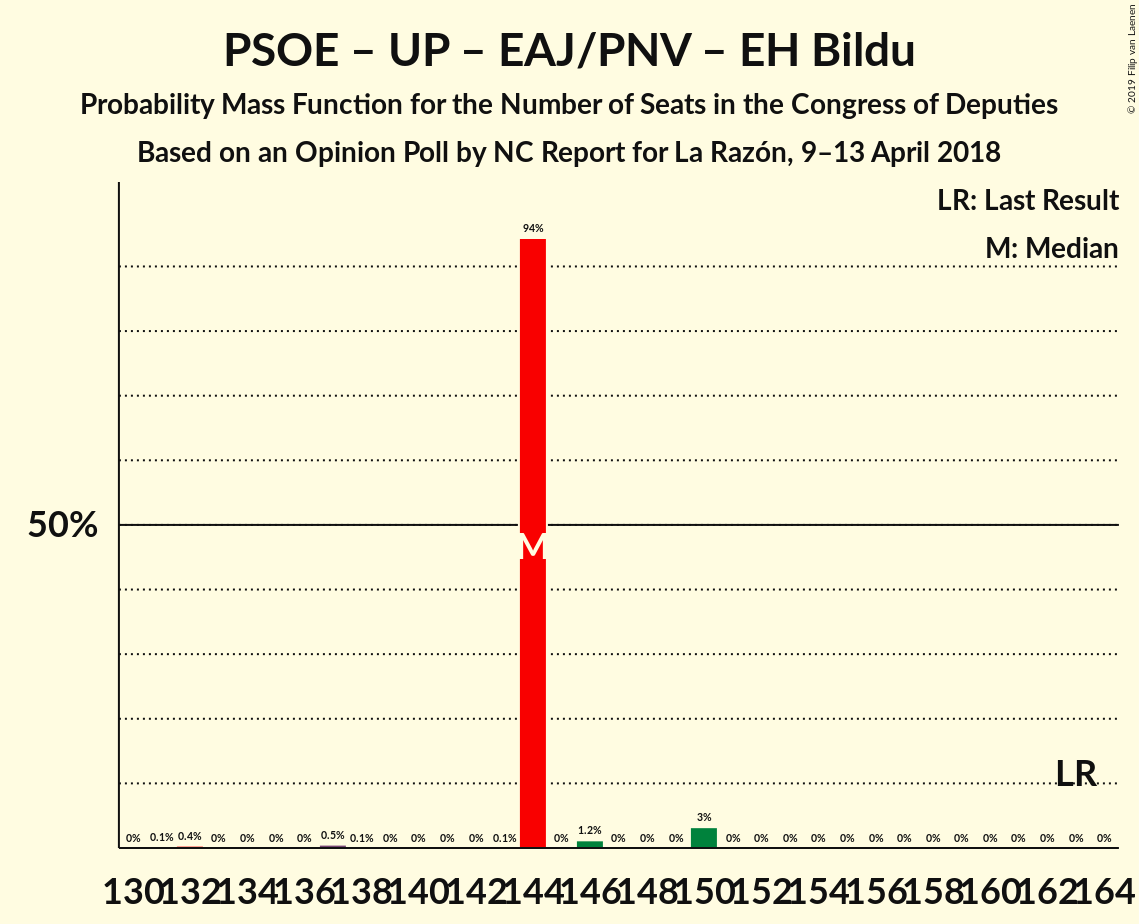 PSOE – UP – EAJ/PNV – EH Bildu
Probability Mass Function for the Number of Seats in the Congress of Deputies
Based on an Opinion Poll by NC Report for La Razón, 9–13 April 2018
© 2019 Filip van Laenen
LR: Last Result
M: Median
94%
50%
M
LR
0% 0.1% 0.4% 0% 0% 0% 0% 0.5% 0.1% 0% 0% 0% 0% 0.1% 0% 1.2% 0% 0% 0% 3% 0% 0% 0% 0% 0% 0% 0% 0% 0% 0% 0% 0% 0% 0%
130 132 134 136 138 140 142 144 146 148 150 152 154 156 158 160 162 164